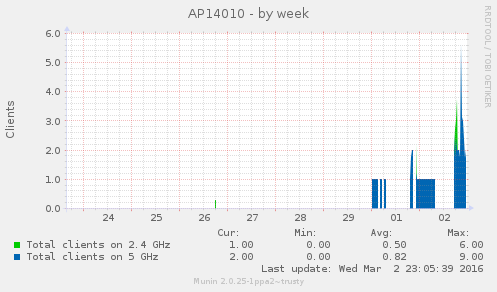 AP14010 - by week
RRDTOOL / TOBI OETIKER
Clients
6.0
5.0
4.0
3.0
2.0
1.0
0.0
24 25 26 27 28 29 01 02
Cur: Min: Avg: Max:
Total clients on 2.4 GHz 1.00 0.00 0.50 6.00
Total clients on 5 GHz 2.00 0.00 0.82 9.00
Last update: Wed Mar 2 23:05:39 2016
Munin 2.0.25-1ppa2~trusty